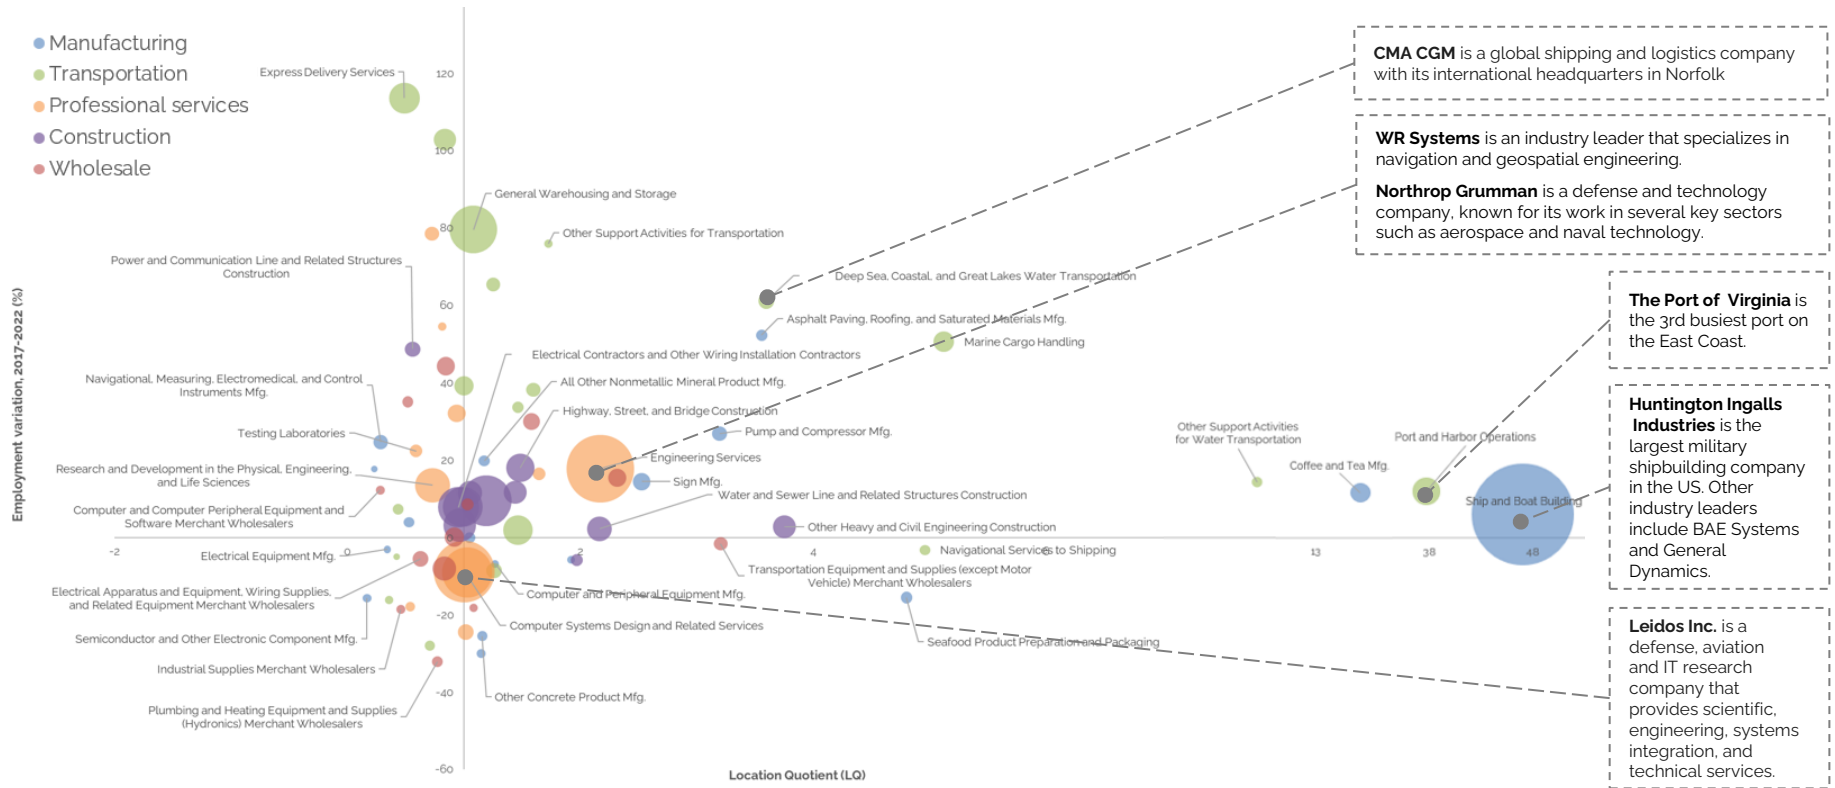 Manufacturing
Transportation
Professional services
Construction
Wholesale
Employment variation, 2017-2022 (%)
Location Quotient (LQ)
120
100
80
60
40
20
0
-20
-40
-60
-2
0
2
4
6
13
38
48
Express Delivery Services
General Warehousing and Storage
Other Support Activities for Transportation
Power and Communication Line and Related Structures
Construction
Deep Sea, Coastal, and Great Lakes Water Transportation
Asphalt Paving, Roofing, and Saturated Materials Mfg.
Marine Cargo Handling
Electrical Contractors and Other Wiring Installation Contractors
Navigational, Measuring, Electromedical, and Control
Instruments Mfg.
All Other Nonmetallic Mineral Product Mfg.
Highway, Street, and Bridge Construction
Testing Laboratories
Pump and Compressor Mfg.
Other Support Activities
for Water Transportation
Port and Harbor Operations
Engineering Services
Coffee and Tea Mfg.
Research and Development in the Physical, Engineering,
and Life Sciences
Sign Mfg.
Water and Sewer Line and Related Structures Construction
Ship and Boat Building
Computer and Computer Peripheral Equipment and
Software Merchant Wholesalers
Other Heavy and Civil Engineering Construction
Electrical Equipment Mfg.
Navigational Services to Shipping
Transportation Equipment and Supplies (except Motor
Vehicle) Merchant Wholesalers
Electrical Apparatus and Equipment, Wiring Supplies,
and Related Equipment Merchant Wholesalers
Computer and Peripheral Equipment Mfg.
Computer Systems Design and Related Services
Semiconductor and Other Electronic Component Mfg.
Seafood Product Preparation and Packaging
Industrial Supplies Merchant Wholesalers
Other Concrete Product Mfg.
Plumbing and Heating Equipment and Supplies
(Hydronics) Merchant Wholesalers
CMA CGM is a global shipping and logistics company
with its international headquarters in Norfolk
WR Systems is an industry leader that specializes in
navigation and geospatial engineering.
Northrop Grumman is a defense and technology
company, known for its work in several key sectors
such as aerospace and naval technology.
The Port of Virginia is
the 3rd busiest port on
the East Coast.
Huntington Ingalls
Industries is the
largest military
shipbuilding company
in the US. Other
industry leaders
include BAE Systems
and General
Dynamics.
Leidos Inc. is a
defense, aviation
and IT research
company that
provides scientific,
engineering, systems
integration, and
technical services.